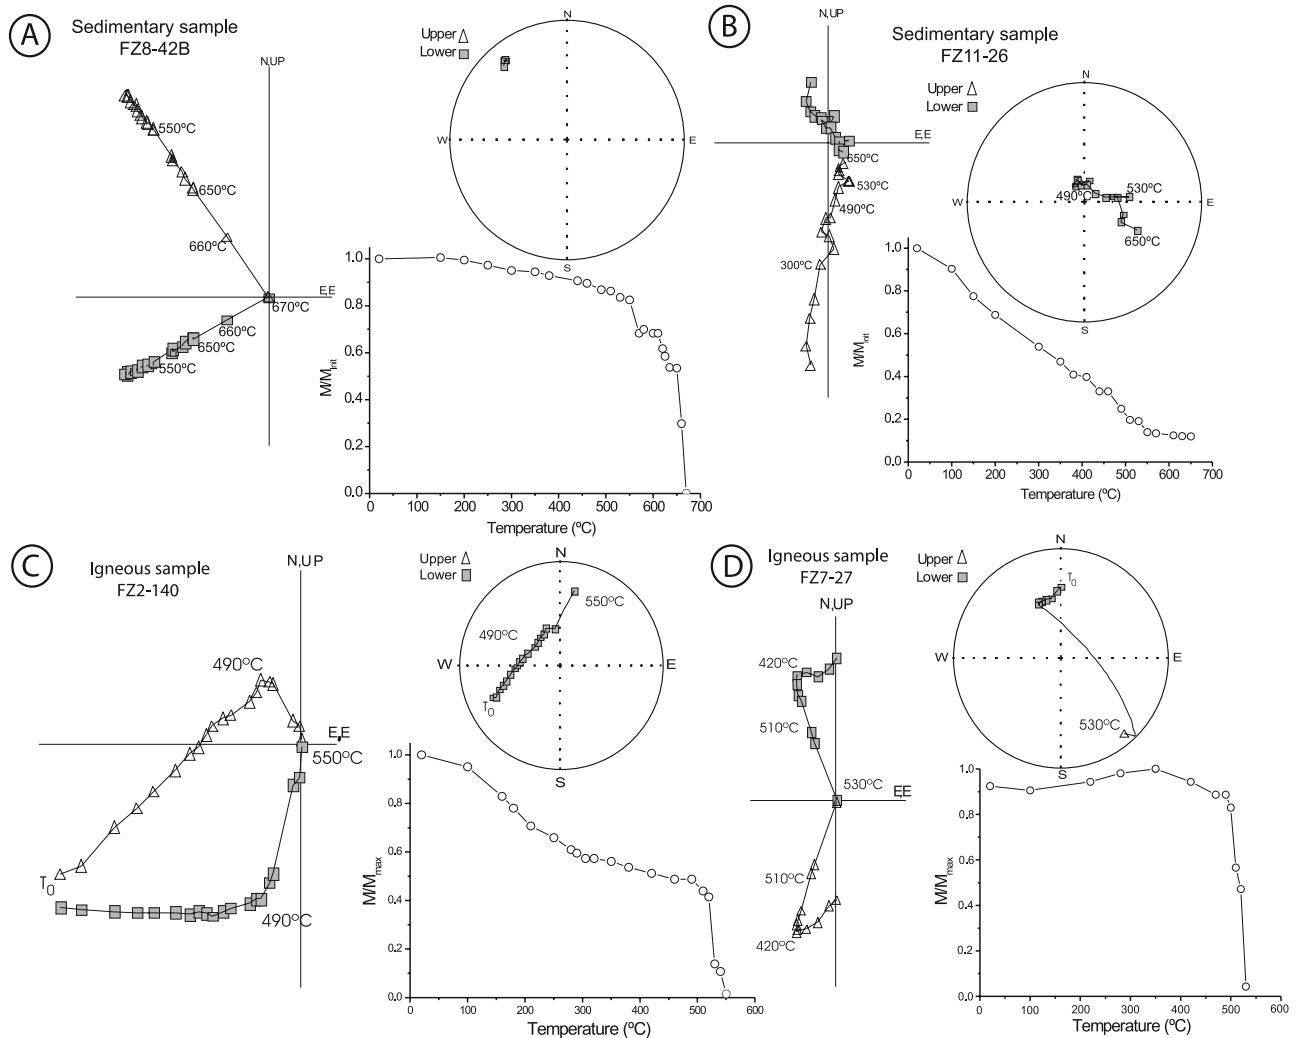 A
Sedimentary sample
FZ8-42B
N,UP
550ºC
650ºC
660ºC
E,E
670ºC
660ºC
650ºC
550ºC
Upper
Lower
N
W
E
S
M/Minit
1.0
0.8
0.6
0.4
0.2
0.0
0 100 200 300 400 500 600 700
Temperature (ºC)
B
Sedimentary sample
FZ11-26
N,UP
E,E
650ºC
530ºC
490ºC
300ºC
Upper
Lower
N
W
E
S
490ºC
530ºC
650ºC
M/Minit
1.0
0.8
0.6
0.4
0.2
0.0
0 100 200 300 400 500 600 700
Temperature (ºC)
C
Igneous sample
FZ2-140
N,UP
490ºC
E,E
550ºC
T0
490ºC
Upper
Lower
N
W
E
S
550ºC
490ºC
T0
M/Mmax
1.0
0.8
0.6
0.4
0.2
0.0
0 100 200 300 400 500 600
Temperature (ºC)
D
Igneous sample
FZ7-27
N,UP
420ºC
510ºC
530ºC
E,E
510ºC
420ºC
Upper
Lower
N
W
E
S
T0
530ºC
M/Mmax
1.0
0.8
0.6
0.4
0.2
0.0
0 100 200 300 400 500 600
Temperature (ºC)